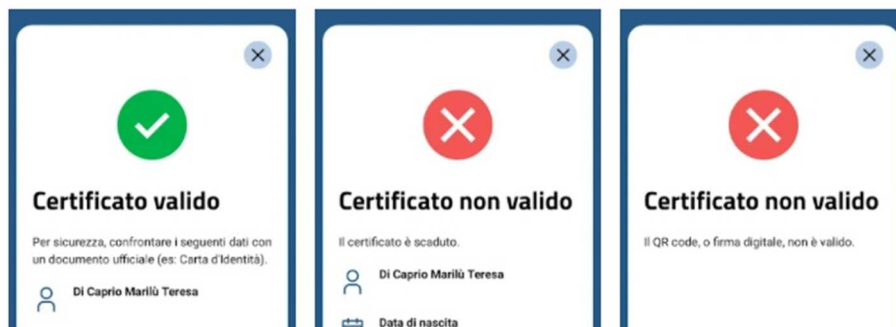 Certificato valido
Per sicurezza, confrontare i seguenti dati con
un documento ufficiale (es: Carta d'Identità).
Di Caprio Marilù Teresa
Certificato non valido
Il certificato è scaduto.
Di Caprio Marilù Teresa
Data di nascita
Certificato non valido
Il QR code, o firma digitale, non è valido.